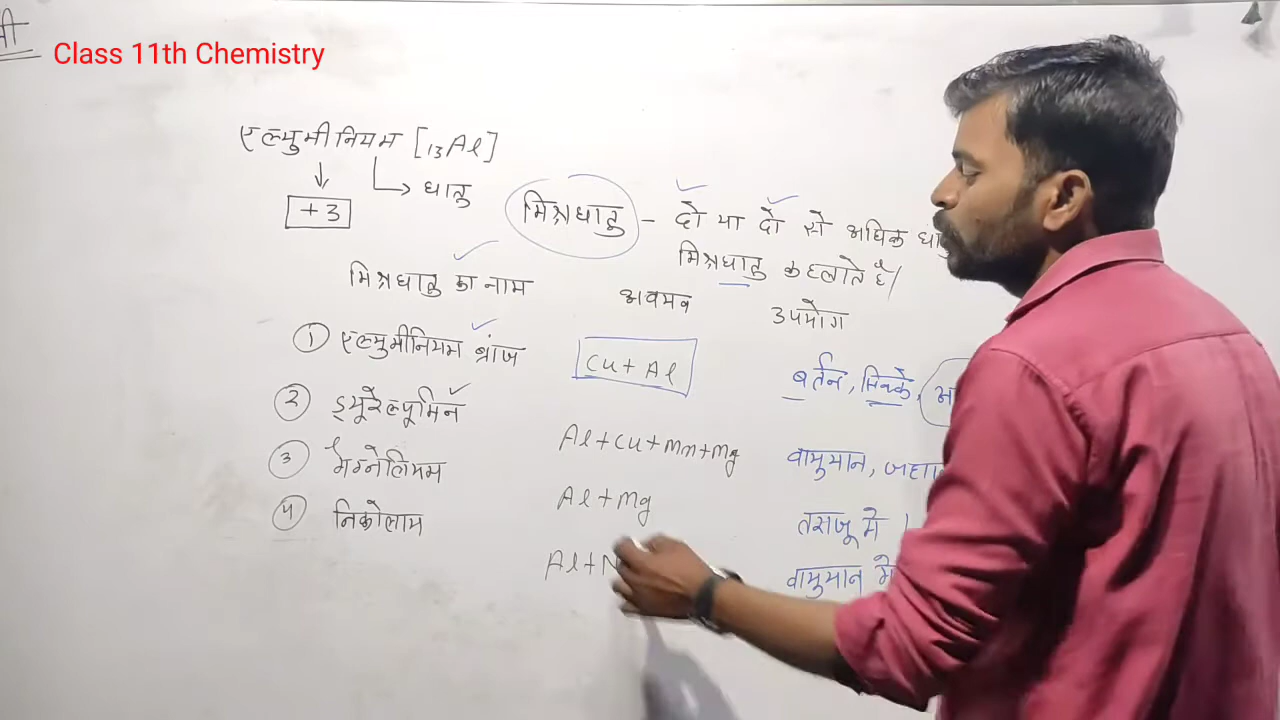 Class 11th Chemistry
एल्युमीनियम [₁₃Al]
→ धातु
+3
मिश्रधातु - दो या दो से अधिक
मिश्रधातु कहलाते है/
मिश्रधातु का नाम
अवयव
उपयोग
① एल्युमीनियम ब्रांज
Cu + Al
बर्तन, सिक्के,
② ड्यूरेल्यूमिन
Al+Cu+Mn+Mg
वायुयान,
③ मैग्नेलियम
Al+Mg
तराजू मे
④ निकोलाय
Al+N
वायुयान मे